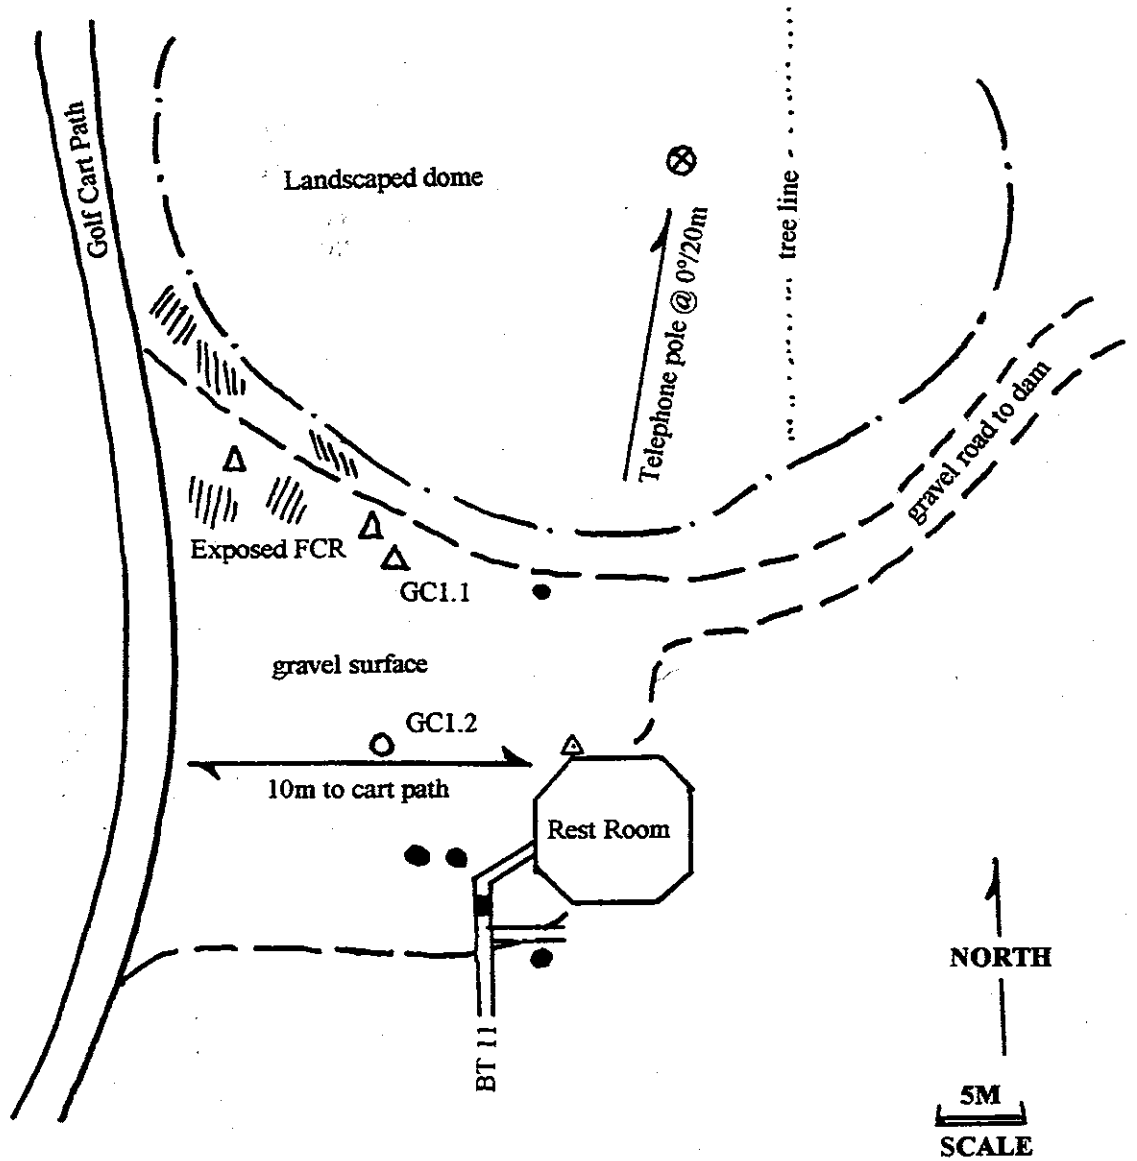 Golf Cart Path
Landscaped dome
tree line
Telephone pole @ 0°/20m
gravel road to dam
Exposed FCR
GC1.1
gravel surface
GC1.2
10m to cart path
Rest Room
NORTH
BT 11
5M
SCALE